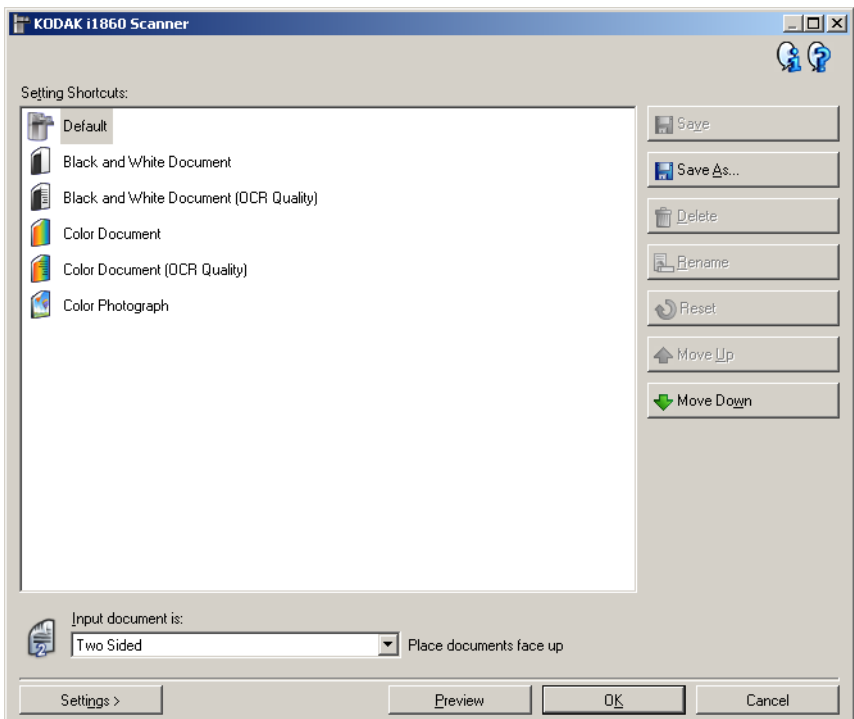 KODAK i1860 Scanner
Setting Shortcuts:
Default
Black and White Document
Black and White Document (OCR Quality)
Color Document
Color Document (OCR Quality)
Color Photograph
Save
Save As...
Delete
Rename
Reset
Move Up
Move Down
Input document is:
2
Two Sided
Place documents face up
Settings >
Preview
OK
Cancel